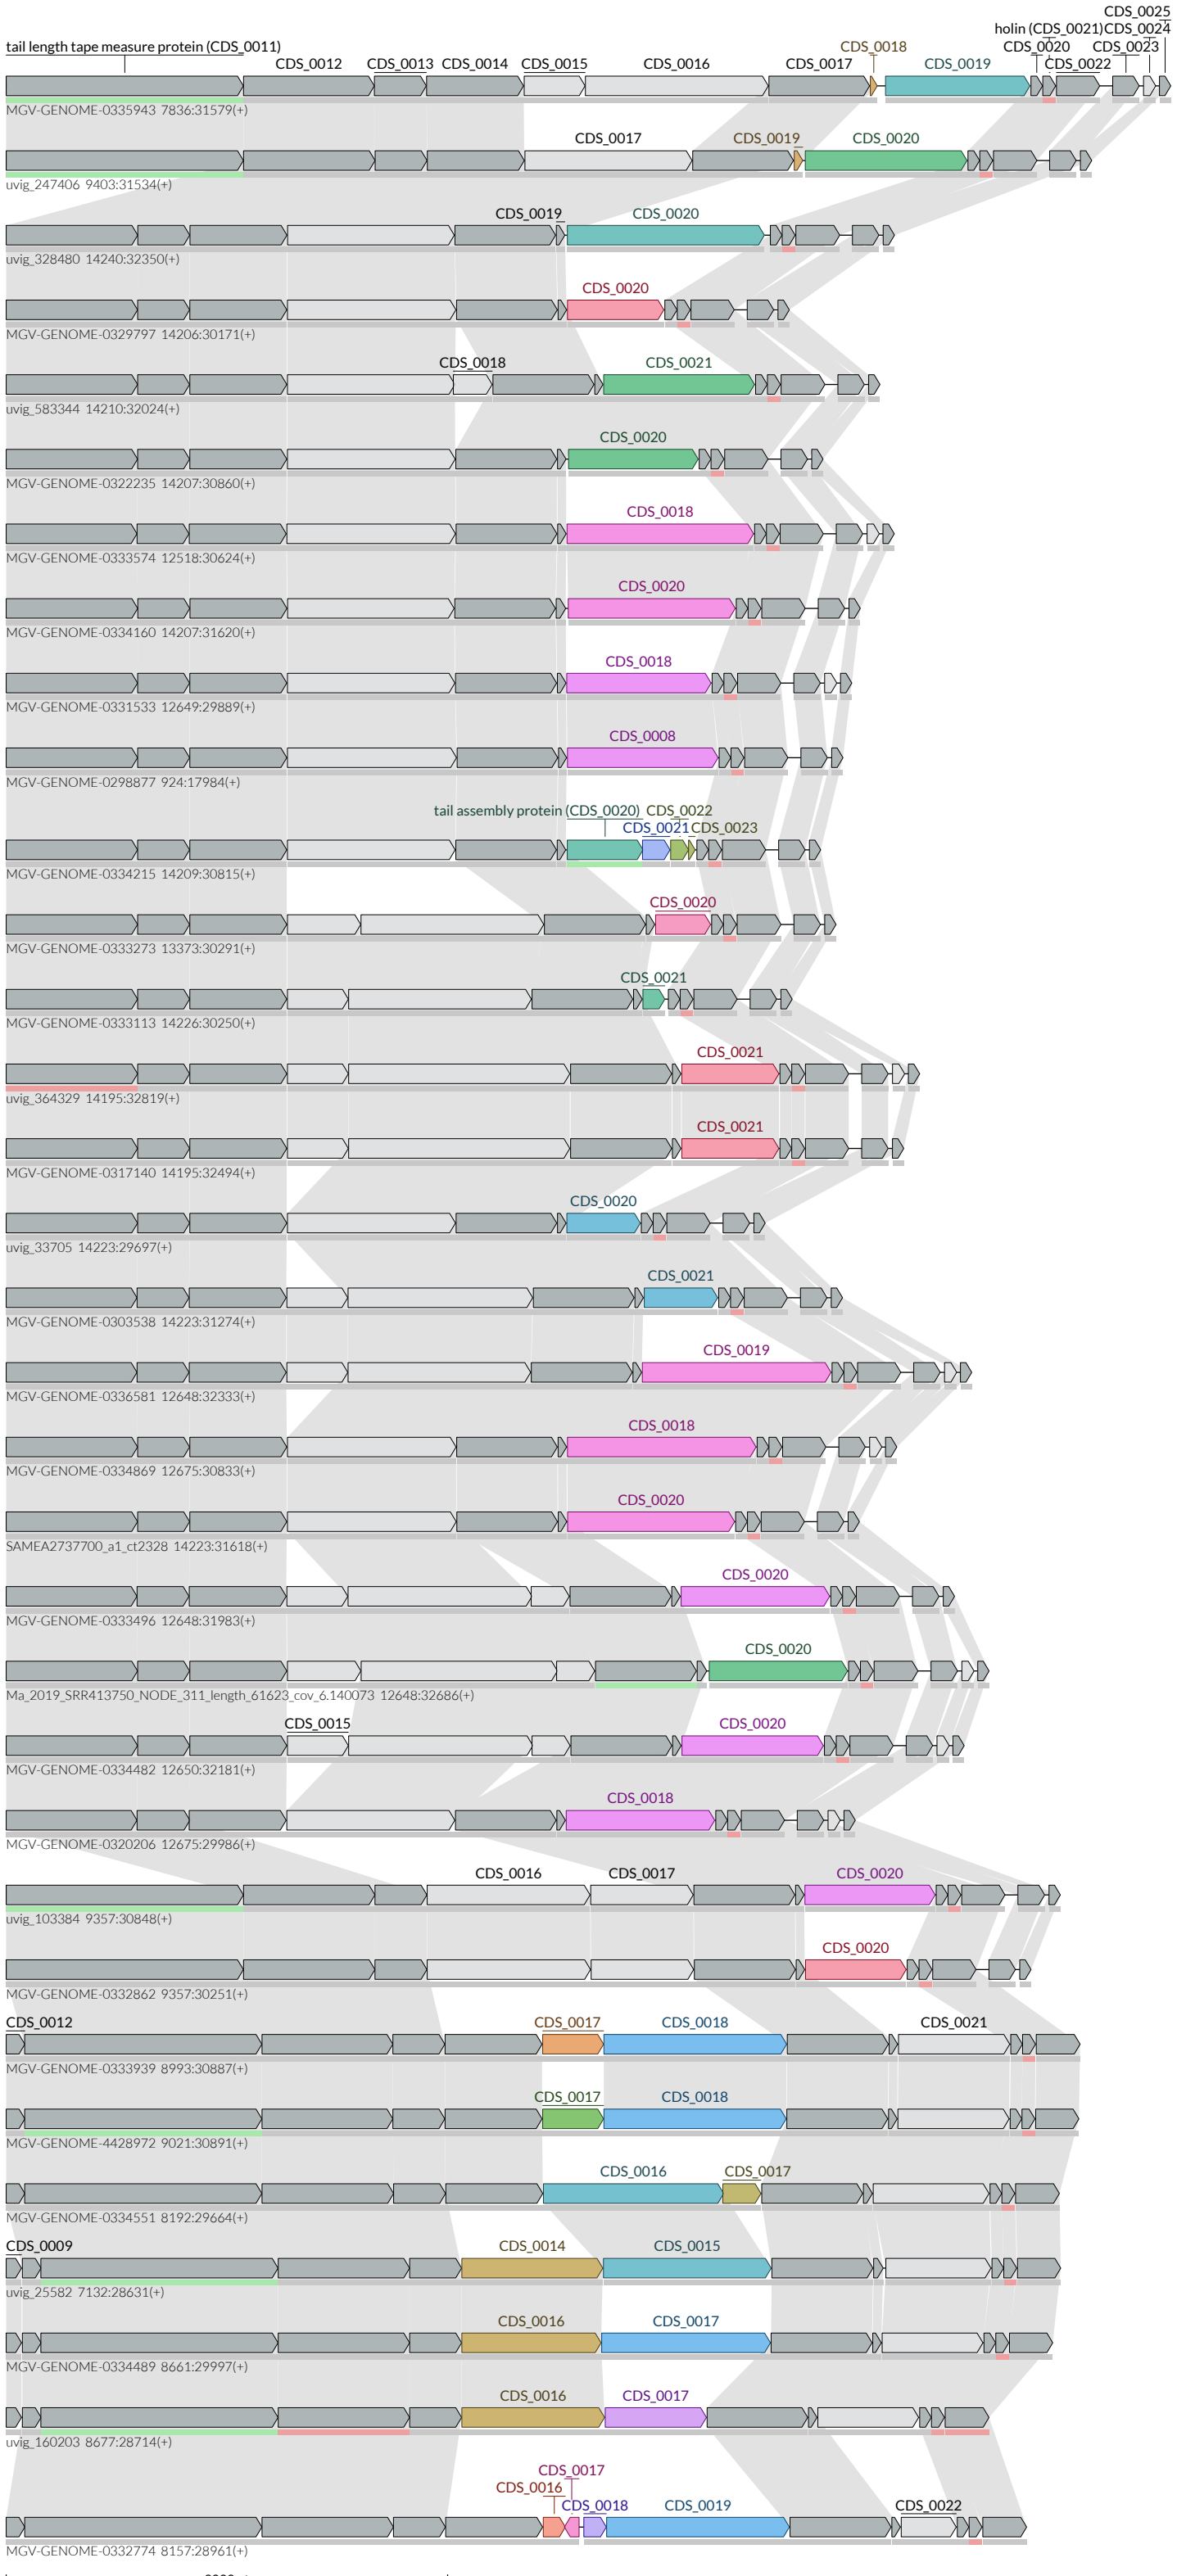 CDS_0025
holin (CDS_0021) CDS_0024
tail length tape measure protein (CDS_0011) CDS_0018 CDS_0020 CDS_0023
CDS_0012 CDS_0013 CDS_0014 CDS_0015 CDS_0016 CDS_0017 CDS_0019 CDS_0022
MGV-GENOME-0335943 7836:31579(+)
CDS_0017 CDS_0019 CDS_0020
uvig_247406 9403:31534(+)
CDS_0019 CDS_0020
uvig_328480 14240:32350(+)
CDS_0020
MGV-GENOME-0329797 14206:30171(+)
CDS_0018 CDS_0021
uvig_583344 14210:32024(+)
CDS_0020
MGV-GENOME-0322235 14207:30860(+)
CDS_0018
MGV-GENOME-0333574 12518:30624(+)
CDS_0020
MGV-GENOME-0334160 14207:31620(+)
CDS_0018
MGV-GENOME-0331533 12649:29889(+)
CDS_0008
MGV-GENOME-0298877 924:17984(+)
tail assembly protein (CDS_0020) CDS_0022
CDS_0021 CDS_0023
MGV-GENOME-0334215 14209:30815(+)
CDS_0020
MGV-GENOME-0333273 13373:30291(+)
CDS_0021
MGV-GENOME-0333113 14226:30250(+)
CDS_0021
uvig_364329 14195:32819(+)
CDS_0021
MGV-GENOME-0317140 14195:32494(+)
CDS_0020
uvig_33705 14223:29697(+)
CDS_0021
MGV-GENOME-0303538 14223:31274(+)
CDS_0019
MGV-GENOME-0336581 12648:32333(+)
CDS_0018
MGV-GENOME-0334869 12675:30833(+)
CDS_0020
SAMEA2737700_a1_ct2328 14223:31618(+)
CDS_0020
MGV-GENOME-0333496 12648:31983(+)
CDS_0020
Ma_2019_SRR413750_NODE_311_length_61623_cov_6.140073 12648:32686(+)
CDS_0015 CDS_0020
MGV-GENOME-0334482 12650:32181(+)
CDS_0018
MGV-GENOME-0320206 12675:29986(+)
CDS_0016 CDS_0017 CDS_0020
uvig_103384 9357:30848(+)
CDS_0020
MGV-GENOME-0332862 9357:30251(+)
CDS_0012 CDS_0017 CDS_0018 CDS_0021
MGV-GENOME-0333939 8993:30887(+)
CDS_0017 CDS_0018
MGV-GENOME-4428972 9021:30891(+)
CDS_0016 CDS_0017
MGV-GENOME-0334551 8192:29664(+)
CDS_0009 CDS_0014 CDS_0015
uvig_25582 7132:28631(+)
CDS_0016 CDS_0017
MGV-GENOME-0334489 8661:29997(+)
CDS_0016 CDS_0017
uvig_160203 8677:28714(+)
CDS_0017
CDS_0016
CDS_0018 CDS_0019 CDS_0022
MGV-GENOME-0332774 8157:28961(+)